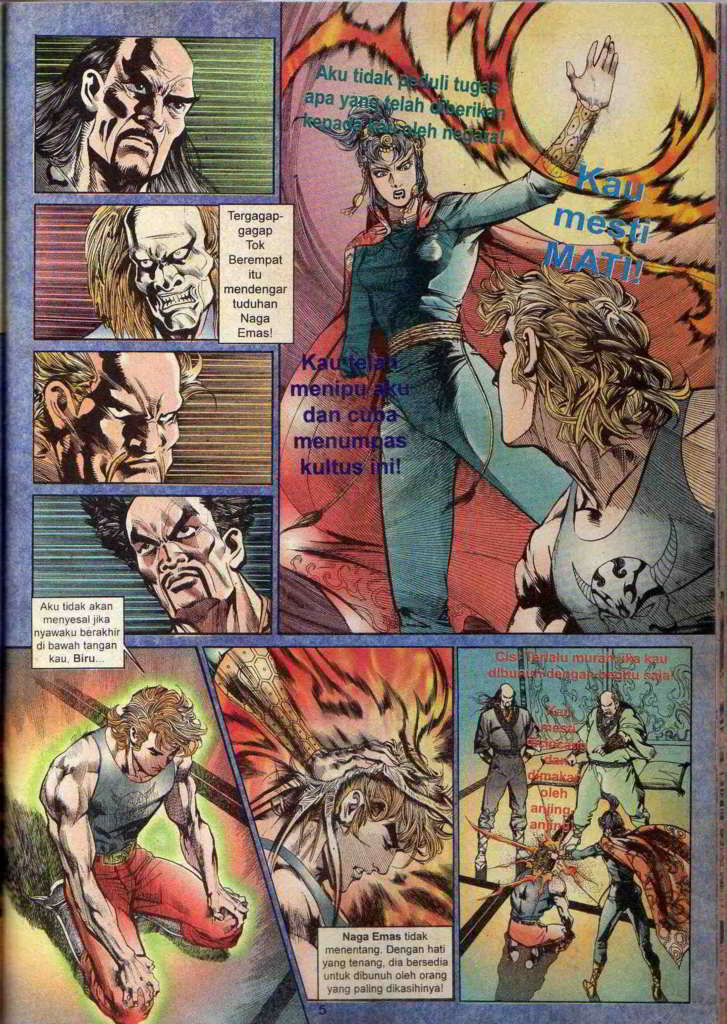 Aku tidak peduli tugas
apa yang telah diberikan
kepada kau oleh negara!
Kau
mesti
MATI!
Tergagap-
gagap
Tok
Berempat
itu
mendengar
tuduhan
Naga
Emas!
Kau telah
menipu aku
dan cuba
menumpas
kultus ini!
Aku tidak akan
menyesal jika
nyawaku berakhir
di bawah tangan
kau, Biru...
Naga Emas tidak
menentang. Dengan hati
yang tenang, dia bersedia
untuk dibunuh oleh orang
yang paling dikasihinya!
Cis! Terlalu murah jika kau
dibunuh dengan begitu saja!
Kau
mesti
dan
dimakan
oleh
anjing-
anjing!
5